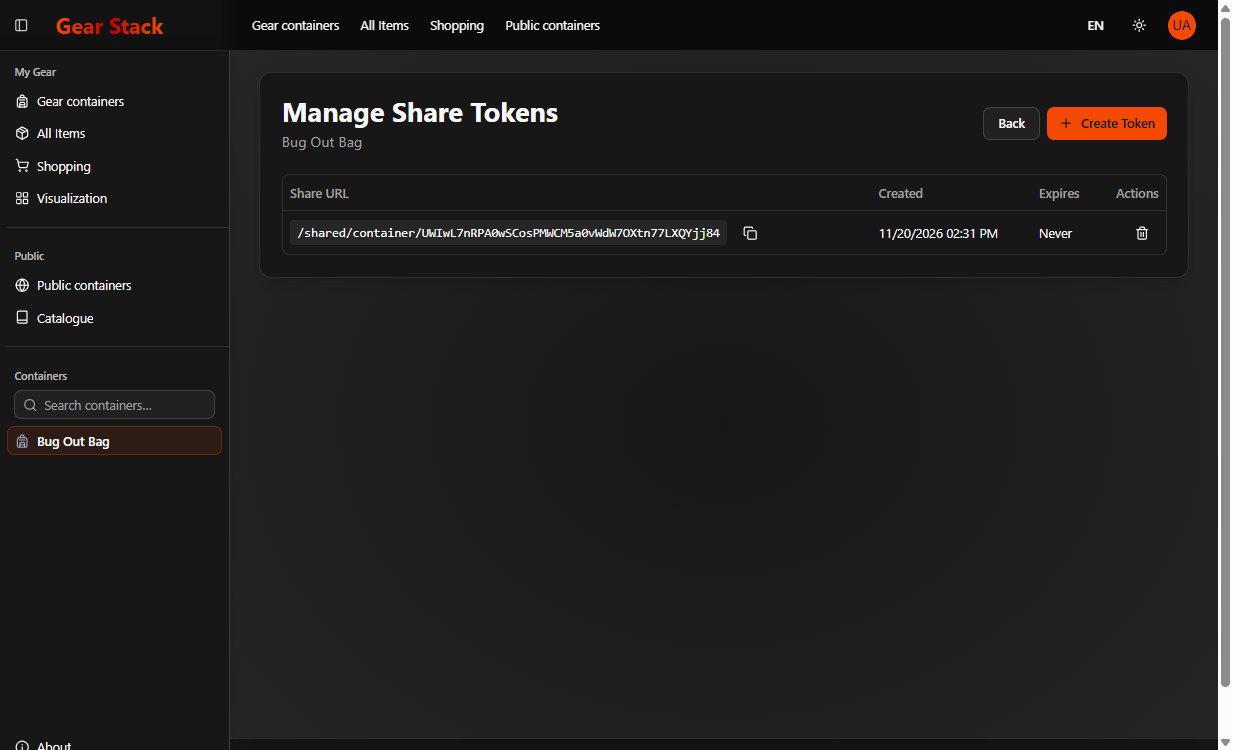 Gear Stack
Gear containers All Items Shopping Public containers EN UA
My Gear
Gear containers
All Items
Shopping
Visualization
Public
Public containers
Catalogue
Containers
Search containers...
Bug Out Bag
About
Manage Share Tokens
Bug Out Bag
Back Create Token
Share URL Created Expires Actions
/shared/container/UWIwL7nRPA0wSCosPMWCM5a0vWdW7OXtn77LXQYjj84 11/20/2026 02:31 PM Never